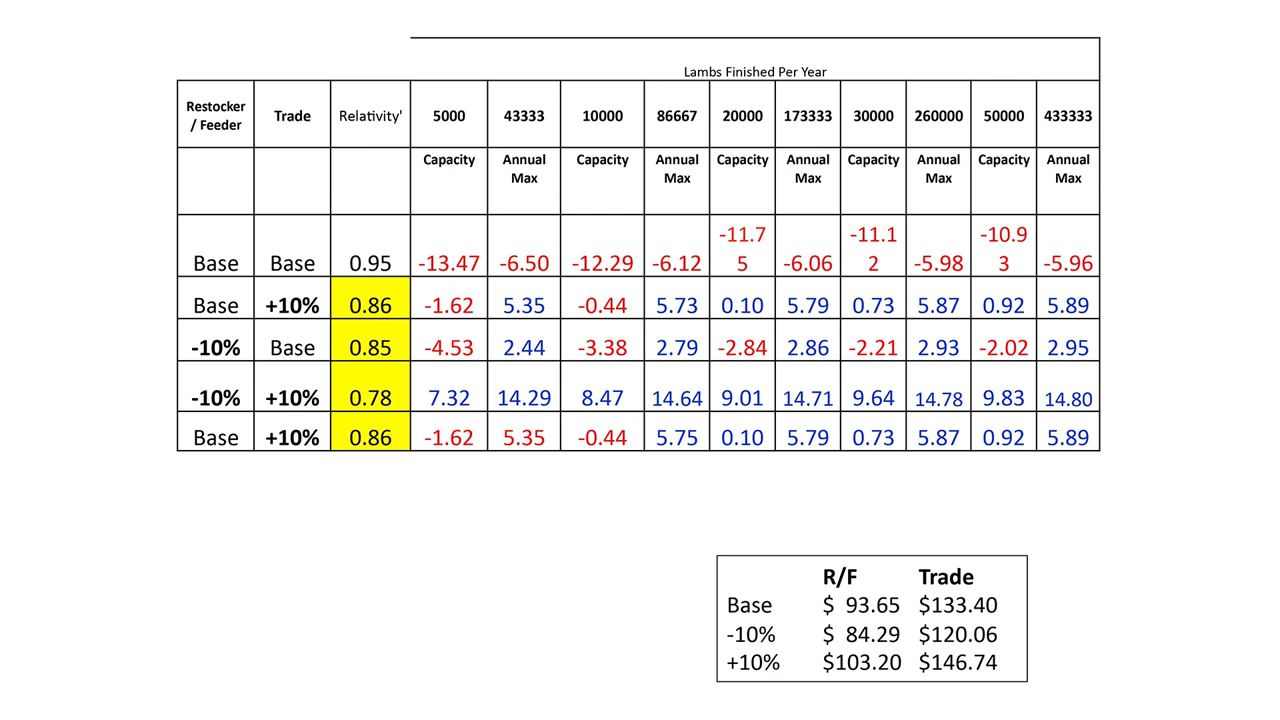 Lambs Finished Per Year
Restocker / Feeder Trade Relativity' 5000 43333 10000 86667 20000 173333 30000 260000 50000 433333
Capacity Annual Max Capacity Annual Max Capacity Annual Max Capacity Annual Max Capacity Annual Max
Base Base 0.95 -13.47 -6.50 -12.29 -6.12 -11.75 -6.06 -11.12 -5.98 -10.93 -5.96
Base +10% 0.86 -1.62 5.35 -0.44 5.73 0.10 5.79 0.73 5.87 0.92 5.89
-10% Base 0.85 -4.53 2.44 -3.38 2.79 -2.84 2.86 -2.21 2.93 -2.02 2.95
-10% +10% 0.78 7.32 14.29 8.47 14.64 9.01 14.71 9.64 14.78 9.83 14.80
Base +10% 0.86 -1.62 5.35 -0.44 5.75 0.10 5.79 0.73 5.87 0.92 5.89
R/F Trade
Base $ 93.65 $133.40
-10% $ 84.29 $120.06
+10% $103.20 $146.74